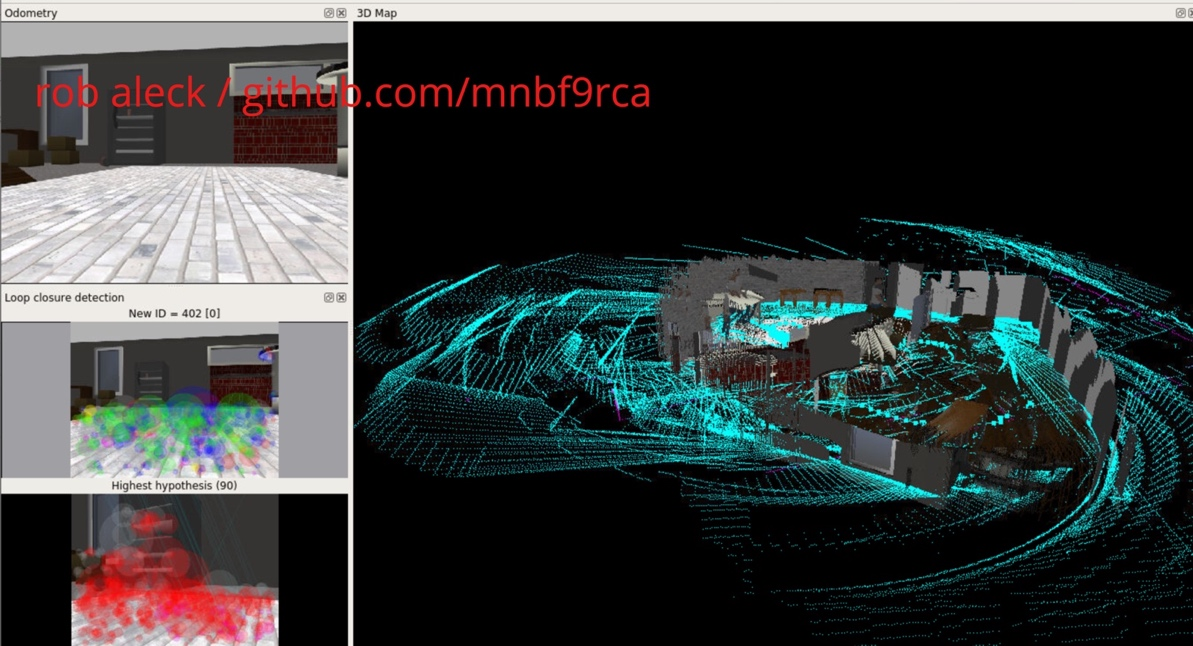 Odometry
3D Map
rob aleck / github.com/mnbf9rca
Loop closure detection
New ID = 402 [0]
Highest hypothesis (90)